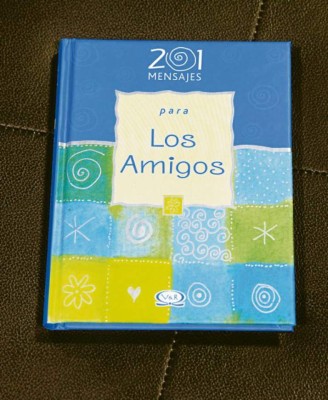 201
MENSAJES
para
Los
Amigos
V&R